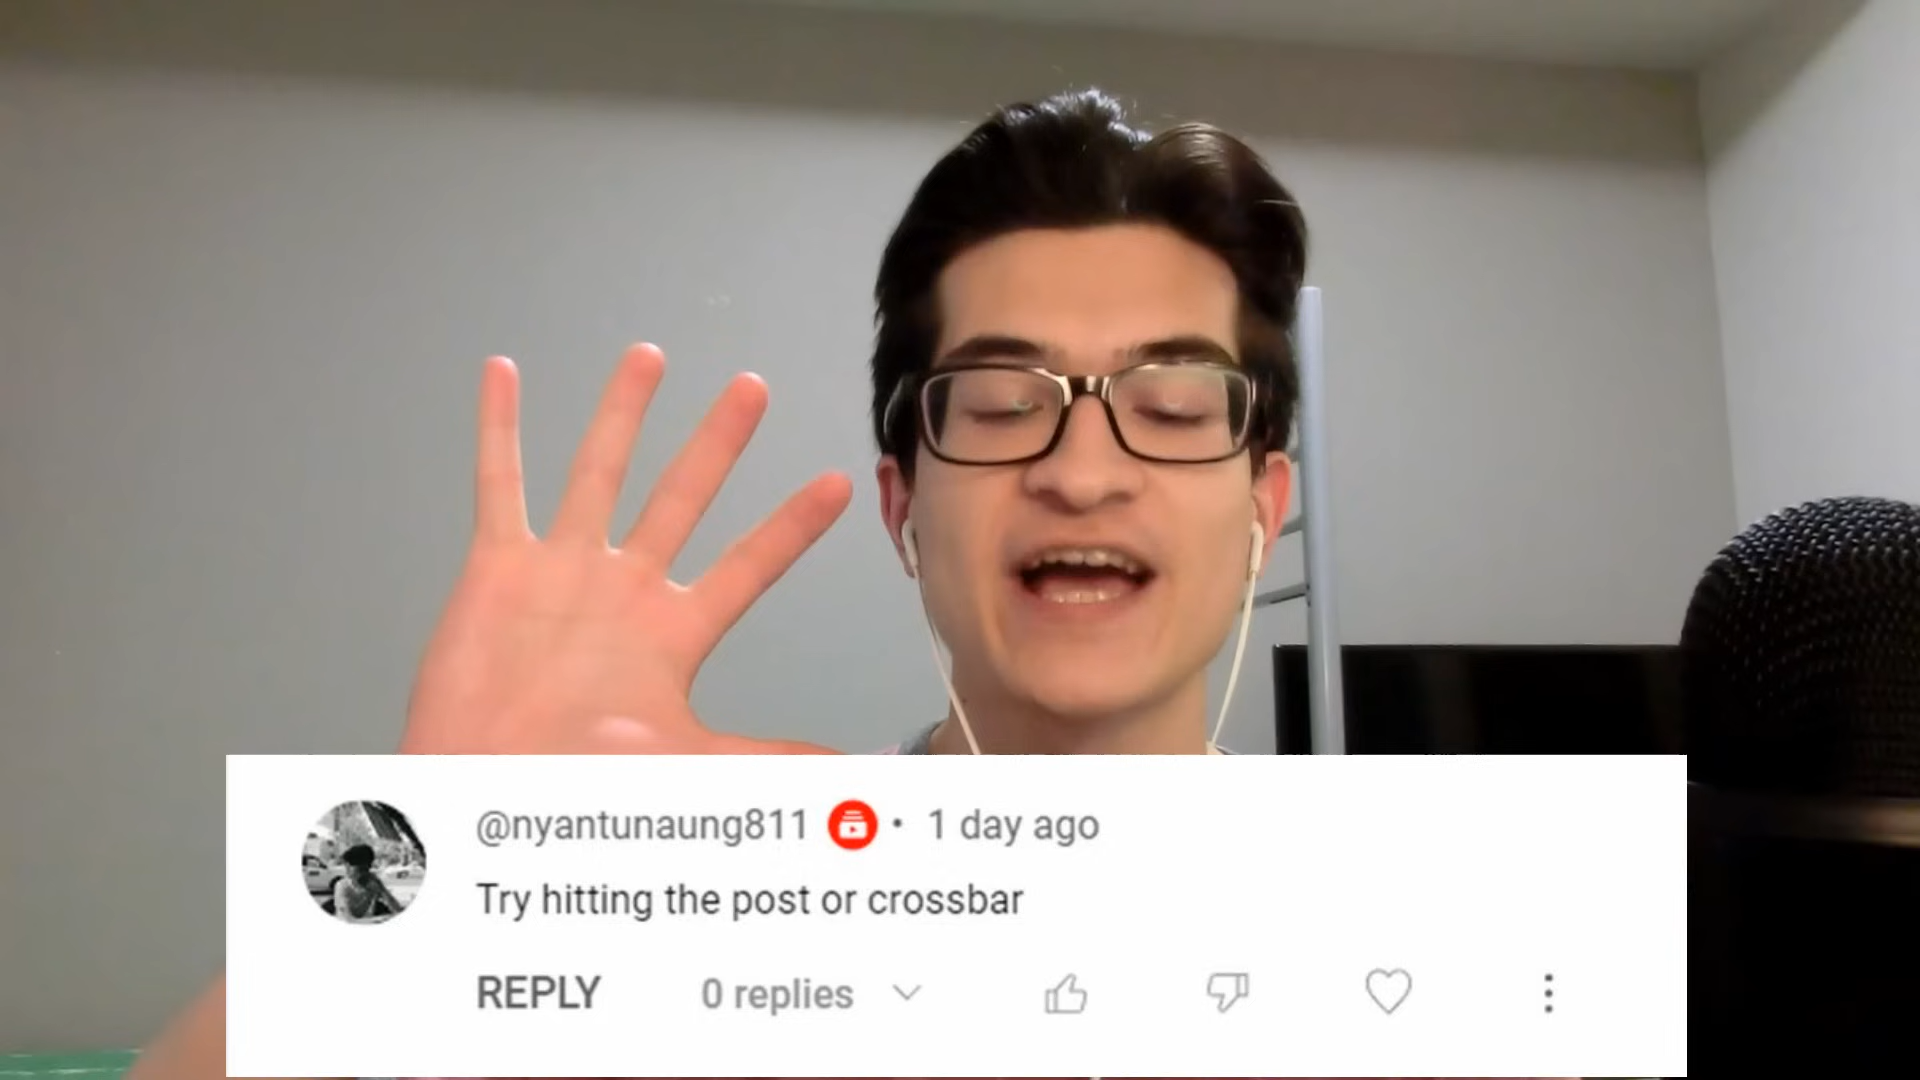 @nyantunaung811 • 1 day ago
Try hitting the post or crossbar
REPLY 0 replies